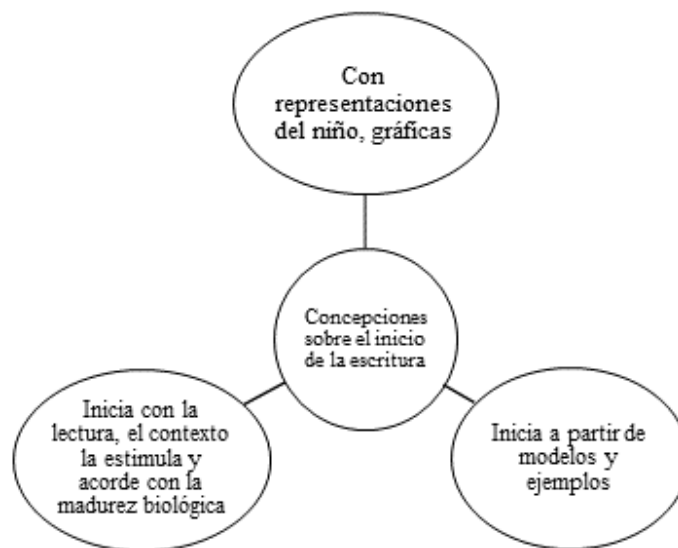 Con
representaciones
del niño, gráficas
Concepciones
sobre el inicio
de la escritura
Inicia con la
lectura, el contexto
la estimula y
acorde con la
madurez biológica
Inicia a partir de
modelos y
ejemplos